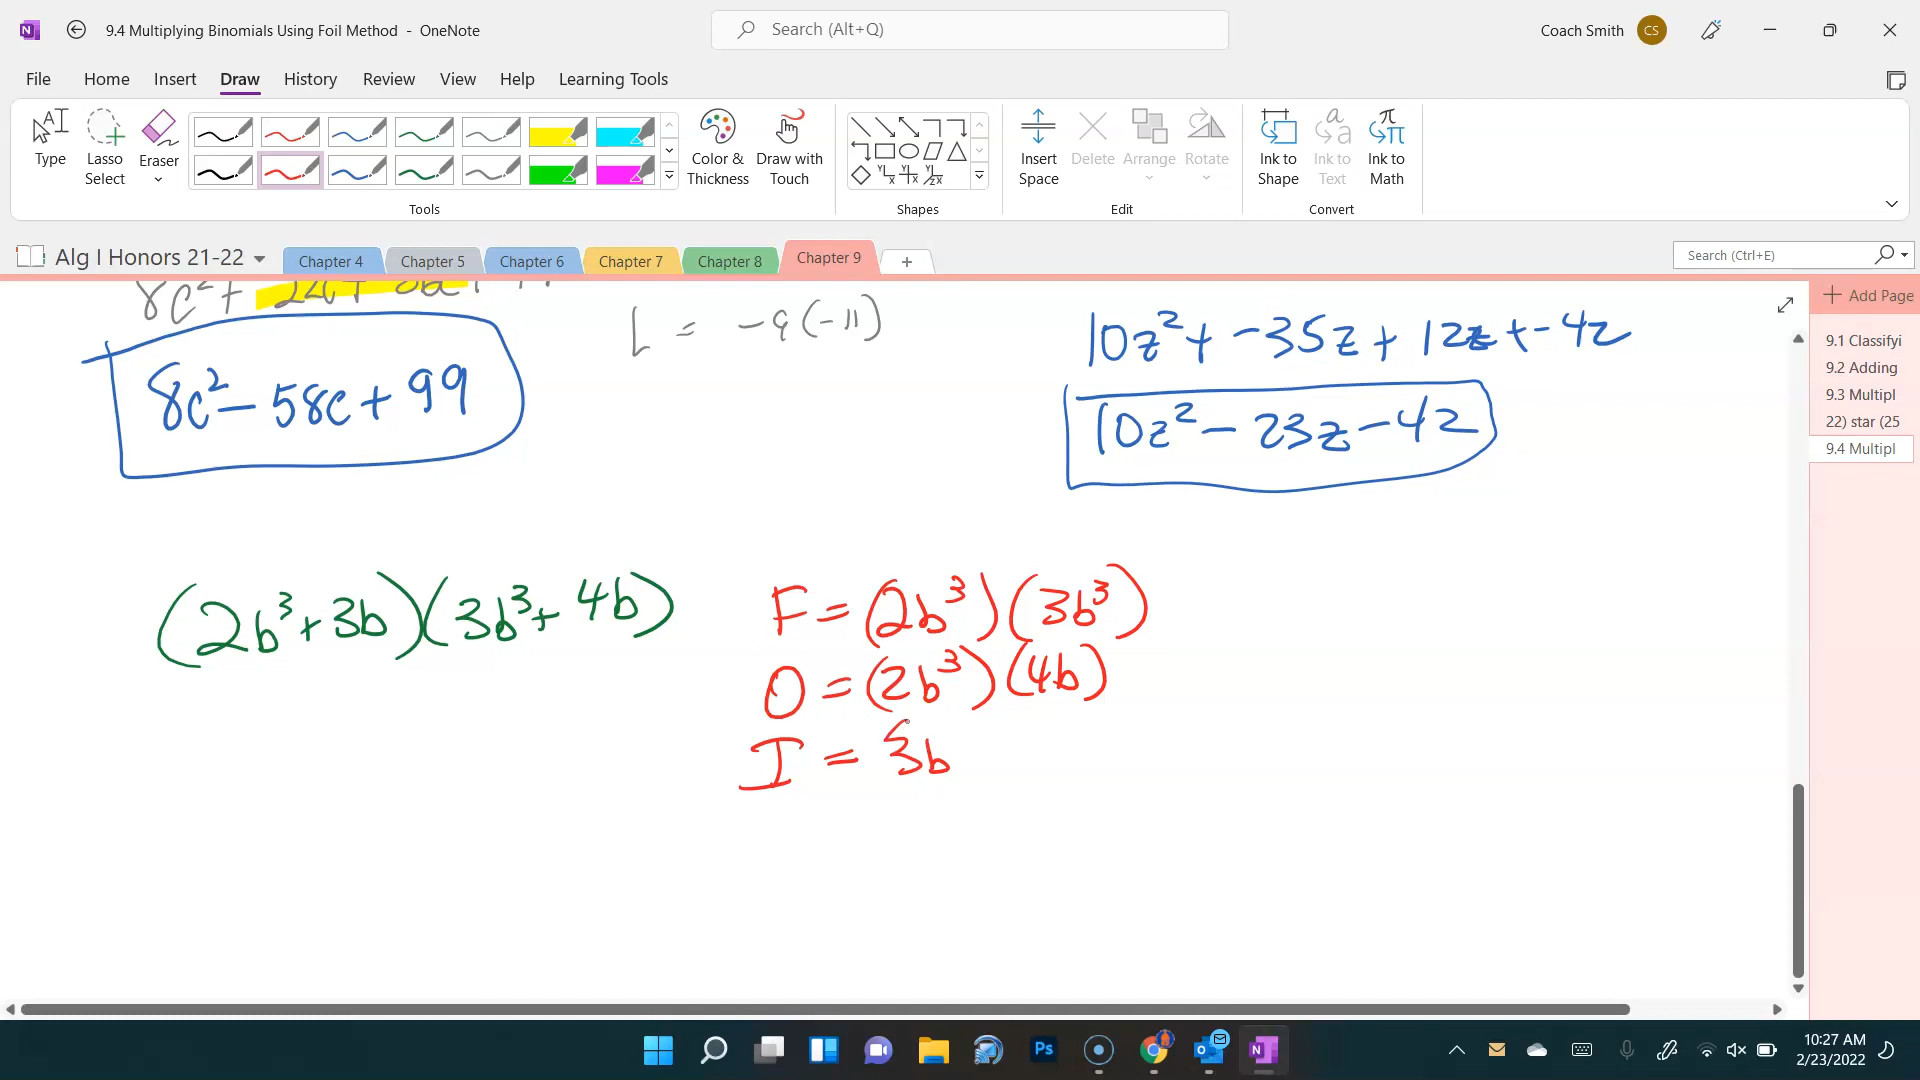 9.4 Multiplying Binomials Using Foil Method - OneNote
Search (Alt+Q)
Coach Smith CS
File Home Insert Draw History Review View Help Learning Tools
Type
Lasso Select
Eraser
Color & Thickness
Draw with Touch
Insert Space
Delete
Arrange
Rotate
Ink to Shape
Ink to Text
Ink to Math
Tools
Shapes
Edit
Convert
Alg I Honors 21-22
Chapter 4 Chapter 5 Chapter 6 Chapter 7 Chapter 8 Chapter 9 +
Search (Ctrl+E)
Add Page
9.1 Classifyi
9.2 Adding
9.3 Multipl
22) star (25
9.4 Multipl
8c² +
L = -9(-11)
10z² + -35z + 12z + -42
8c² - 58c + 99
10z² - 23z - 42
(2b³ + 3b)(3b³ + 4b)
F = (2b³)(3b³)
O = (2b³)(4b)
I = 3b
Ps
10:27 AM
2/23/2022